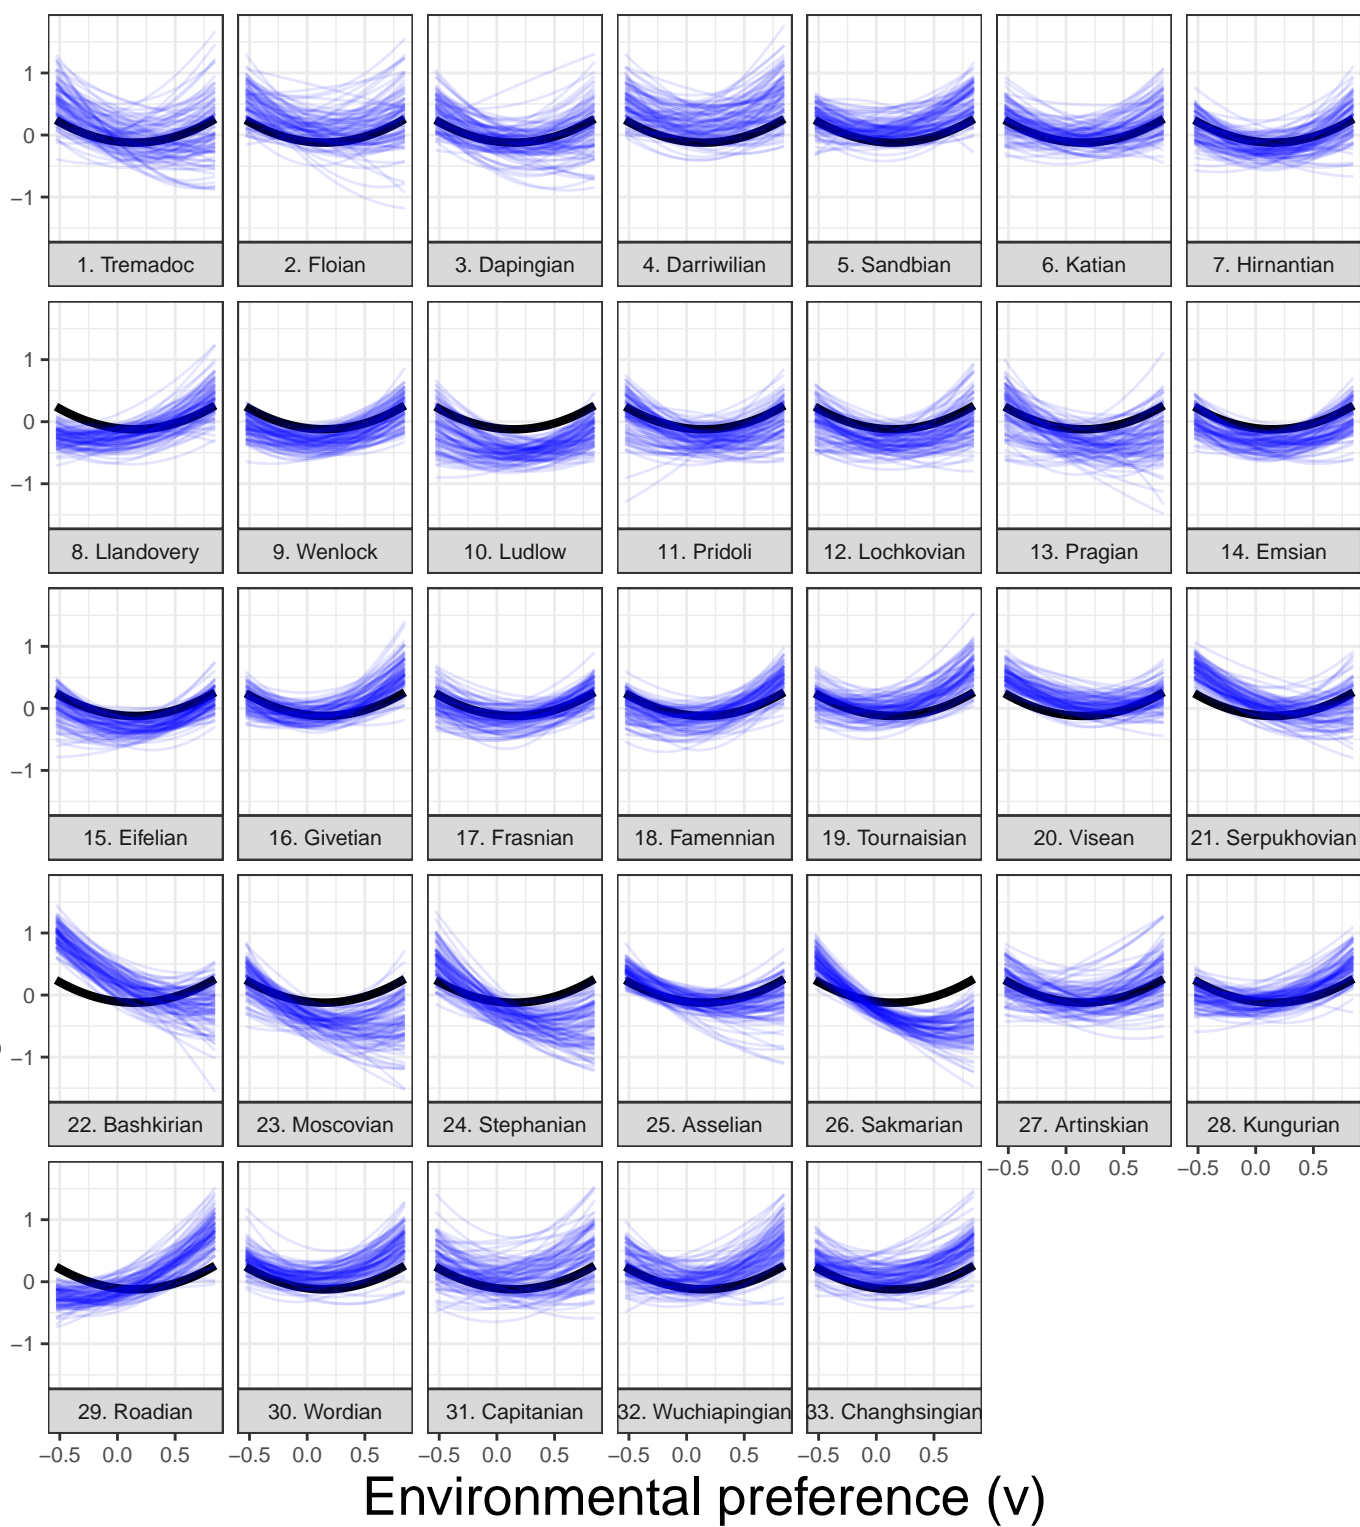 1
0
−1
1. Tremadoc
2. Floian
3. Dapingian
4. Darriwilian
5. Sandbian
6. Katian
7. Hirnantian
1
0
−1
8. Llandovery
9. Wenlock
10. Ludlow
11. Pridoli
12. Lochkovian
13. Pragian
14. Emsian
1
0
−1
15. Eifelian
16. Givetian
17. Frasnian
18. Famennian
19. Tournaisian
20. Visean
21. Serpukhovian
1
0
−1
22. Bashkirian
23. Moscovian
24. Stephanian
25. Asselian
26. Sakmarian
27. Artinskian
28. Kungurian
−0.5 0.0 0.5
−0.5 0.0 0.5
1
0
−1
29. Roadian
30. Wordian
31. Capitanian
32. Wuchiapingian
33. Changhsingian
−0.5 0.0 0.5
−0.5 0.0 0.5
−0.5 0.0 0.5
−0.5 0.0 0.5
−0.5 0.0 0.5
Environmental preference (v)